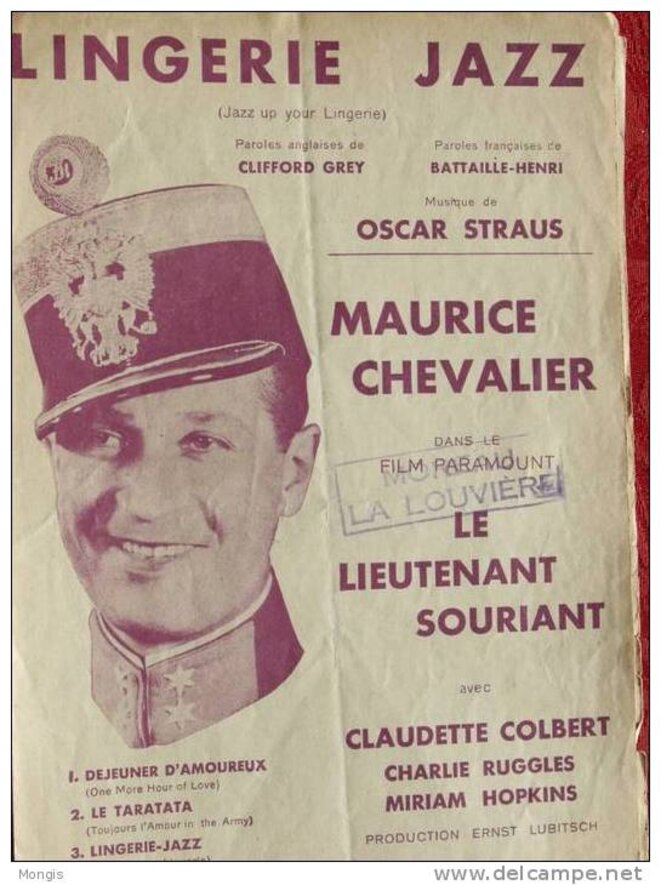 LINGERIE JAZZ
(Jazz up your Lingerie)
Paroles anglaises de
CLIFFORD GREY
Paroles françaises de
BATTAILLE-HENRI
Musique de
OSCAR STRAUS
MAURICE
CHEVALIER
DANS LE
FILM PARAMOUNT
LA LOUVIÈRE
LE
LIEUTENANT
SOURIANT
avec
CLAUDETTE COLBERT
CHARLIE RUGGLES
MIRIAM HOPKINS
PRODUCTION ERNST LUBITSCH
1. DEJEUNER D'AMOUREUX
(One More Hour of Love)
2. LE TARATATA
(Toujours l'Amour in the Army)
3. LINGERIE-JAZZ
Mongis
delcampe.net